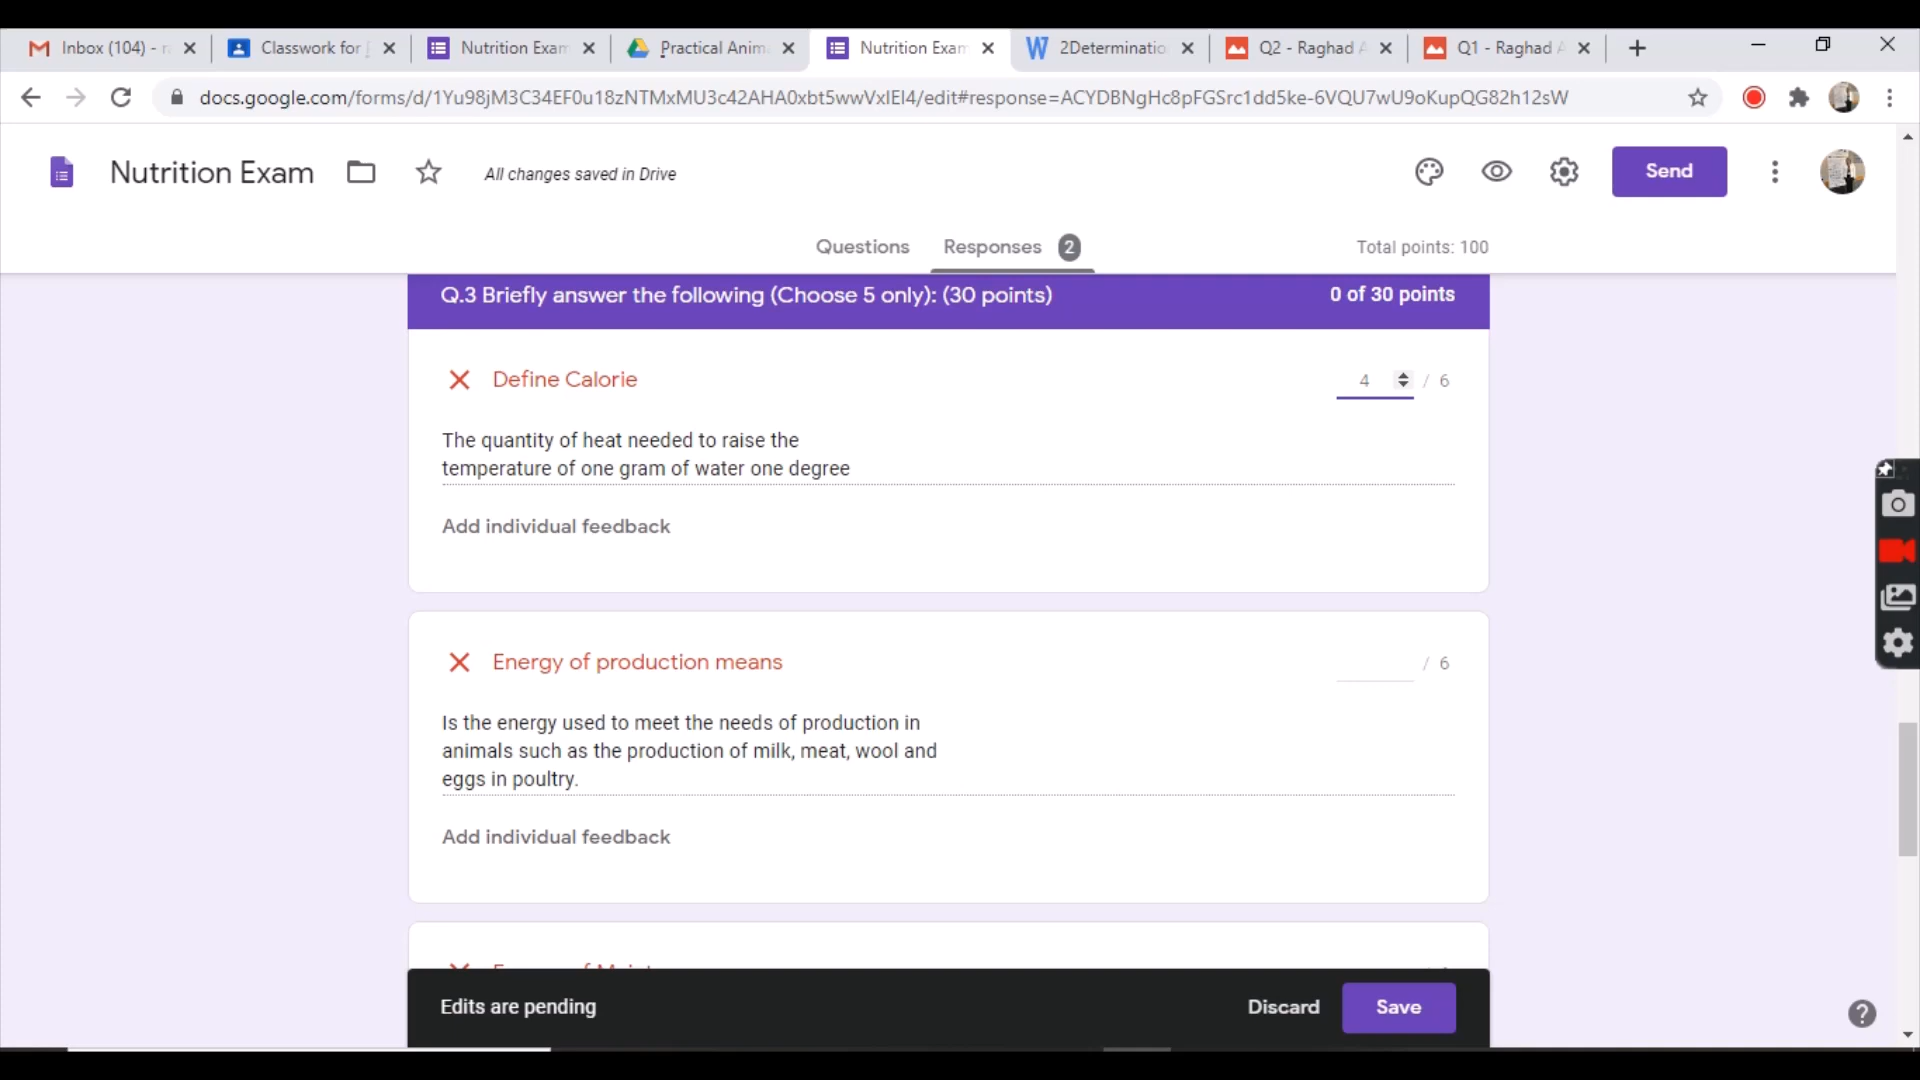 Inbox (104) - r
Classwork for
Nutrition Exam
Practical Anim
Nutrition Exam
2Determinatio
Q2 - Raghad A
Q1 - Raghad A
docs.google.com/forms/d/1Yu98jM3C34EF0u18zNTMxMU3c42AHA0xbt5wwVxIEI4/edit#response=ACYDBNgHc8pFGSrc1dd5ke-6VQU7wU9oKupQG82h12sW
Nutrition Exam
All changes saved in Drive
Send
Questions
Responses 2
Total points: 100
Q.3 Briefly answer the following (Choose 5 only): (30 points)
0 of 30 points
Define Calorie
4 / 6
The quantity of heat needed to raise the
temperature of one gram of water one degree
Add individual feedback
Energy of production means
/ 6
Is the energy used to meet the needs of production in
animals such as the production of milk, meat, wool and
eggs in poultry.
Add individual feedback
Edits are pending
Discard
Save